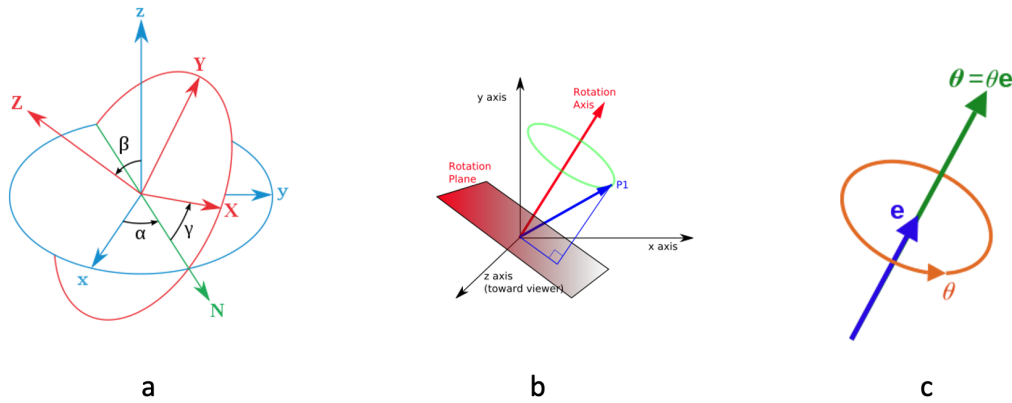 z
Y
Z
β
y
X
α
γ
x
N
a
y axis
Rotation
Axis
Rotation
Plane
P1
x axis
z axis
(toward viewer)
b
θ=θe
e
θ
c